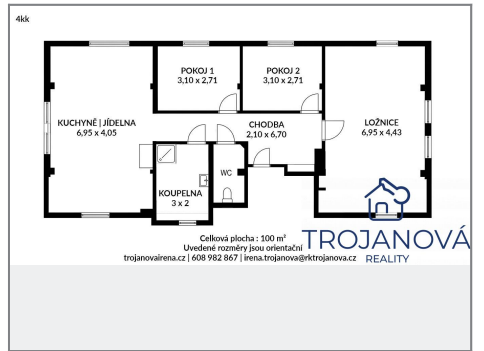 4kk
POKOJ 1
3,10 x 2,71
POKOJ 2
3,10 x 2,71
KUCHYNĚ | JÍDELNA
6,95 x 4,05
CHODBA
2,10 x 6,70
LOŽNICE
6,95 x 4,43
WC
KOUPELNA
3 x 2
Celková plocha : 100 m²
Uvedené rozměry jsou orientační
trojanovairena.cz | 608 982 867 | irena.trojanova@rktrojanova.cz
TROJANOVÁ
REALITY